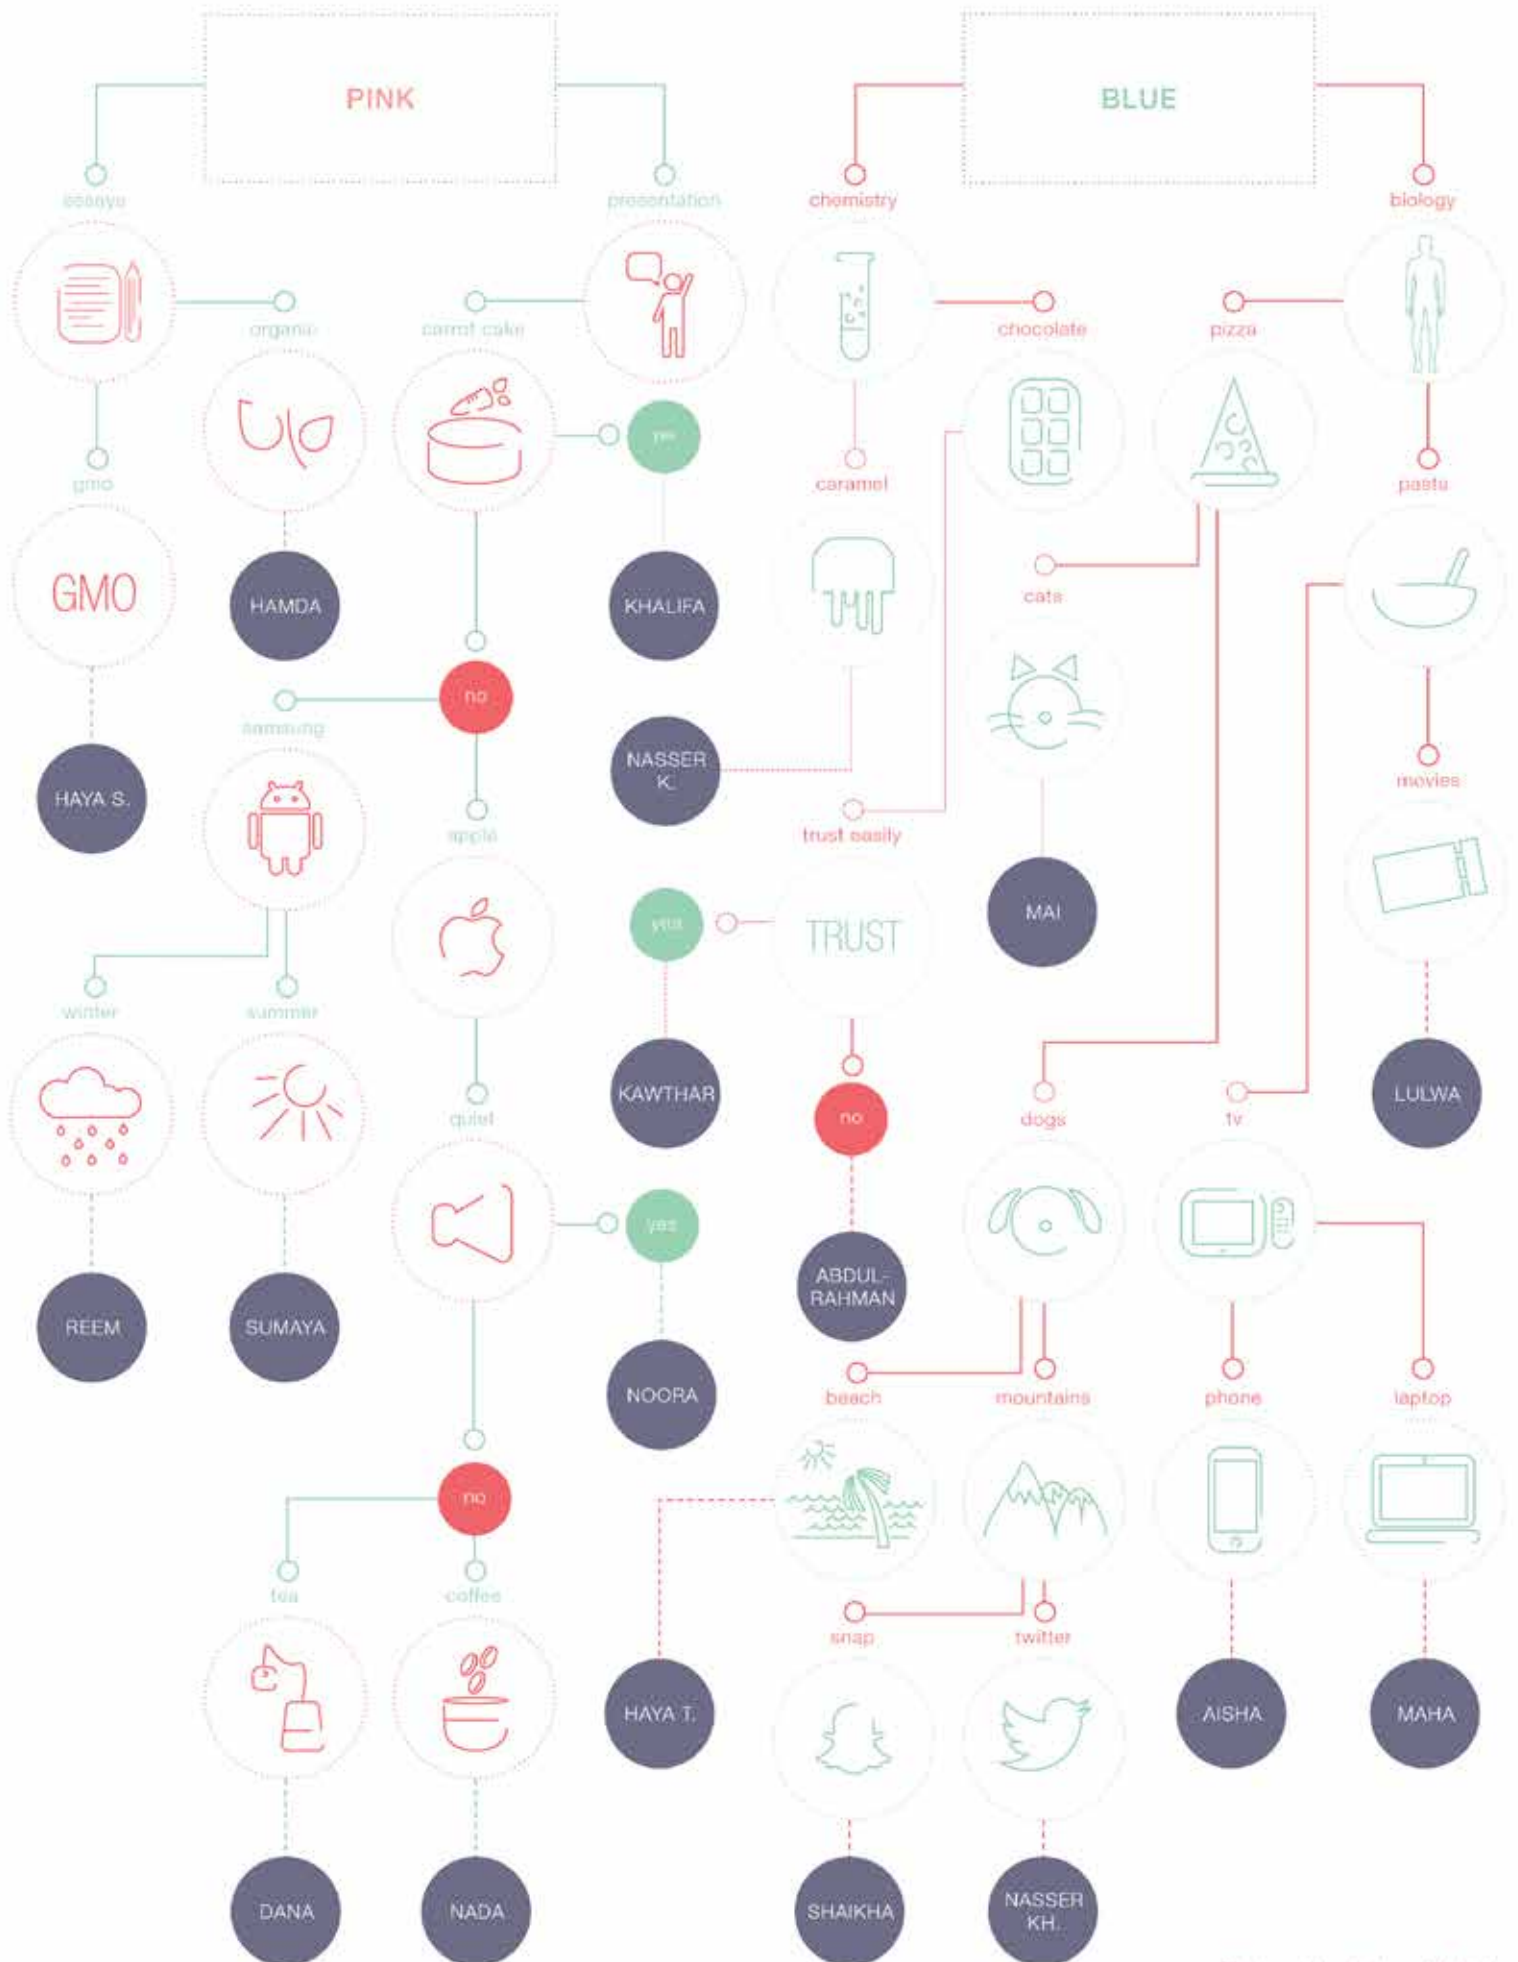 PINK
BLUE
essays
presentation
chemistry
biology
organic
carrot cake
chocolate
pizza
yes
gmo
caramel
pasta
GMO
HAMDA
KHALIFA
cats
no
samsung
NASSER
K.
movies
HAYA S.
apple
trust easily
MAI
yes
TRUST
winter
summer
KAWTHAR
LULWA
quiet
no
dogs
tv
yes
ABDUL-
RAHMAN
REEM
SUMAYA
NOORA
beach
mountains
phone
laptop
no
tea
coffee
snap
twitter
HAYA T.
AISHA
MAHA
DANA
NADA
SHAIKHA
NASSER
KH.